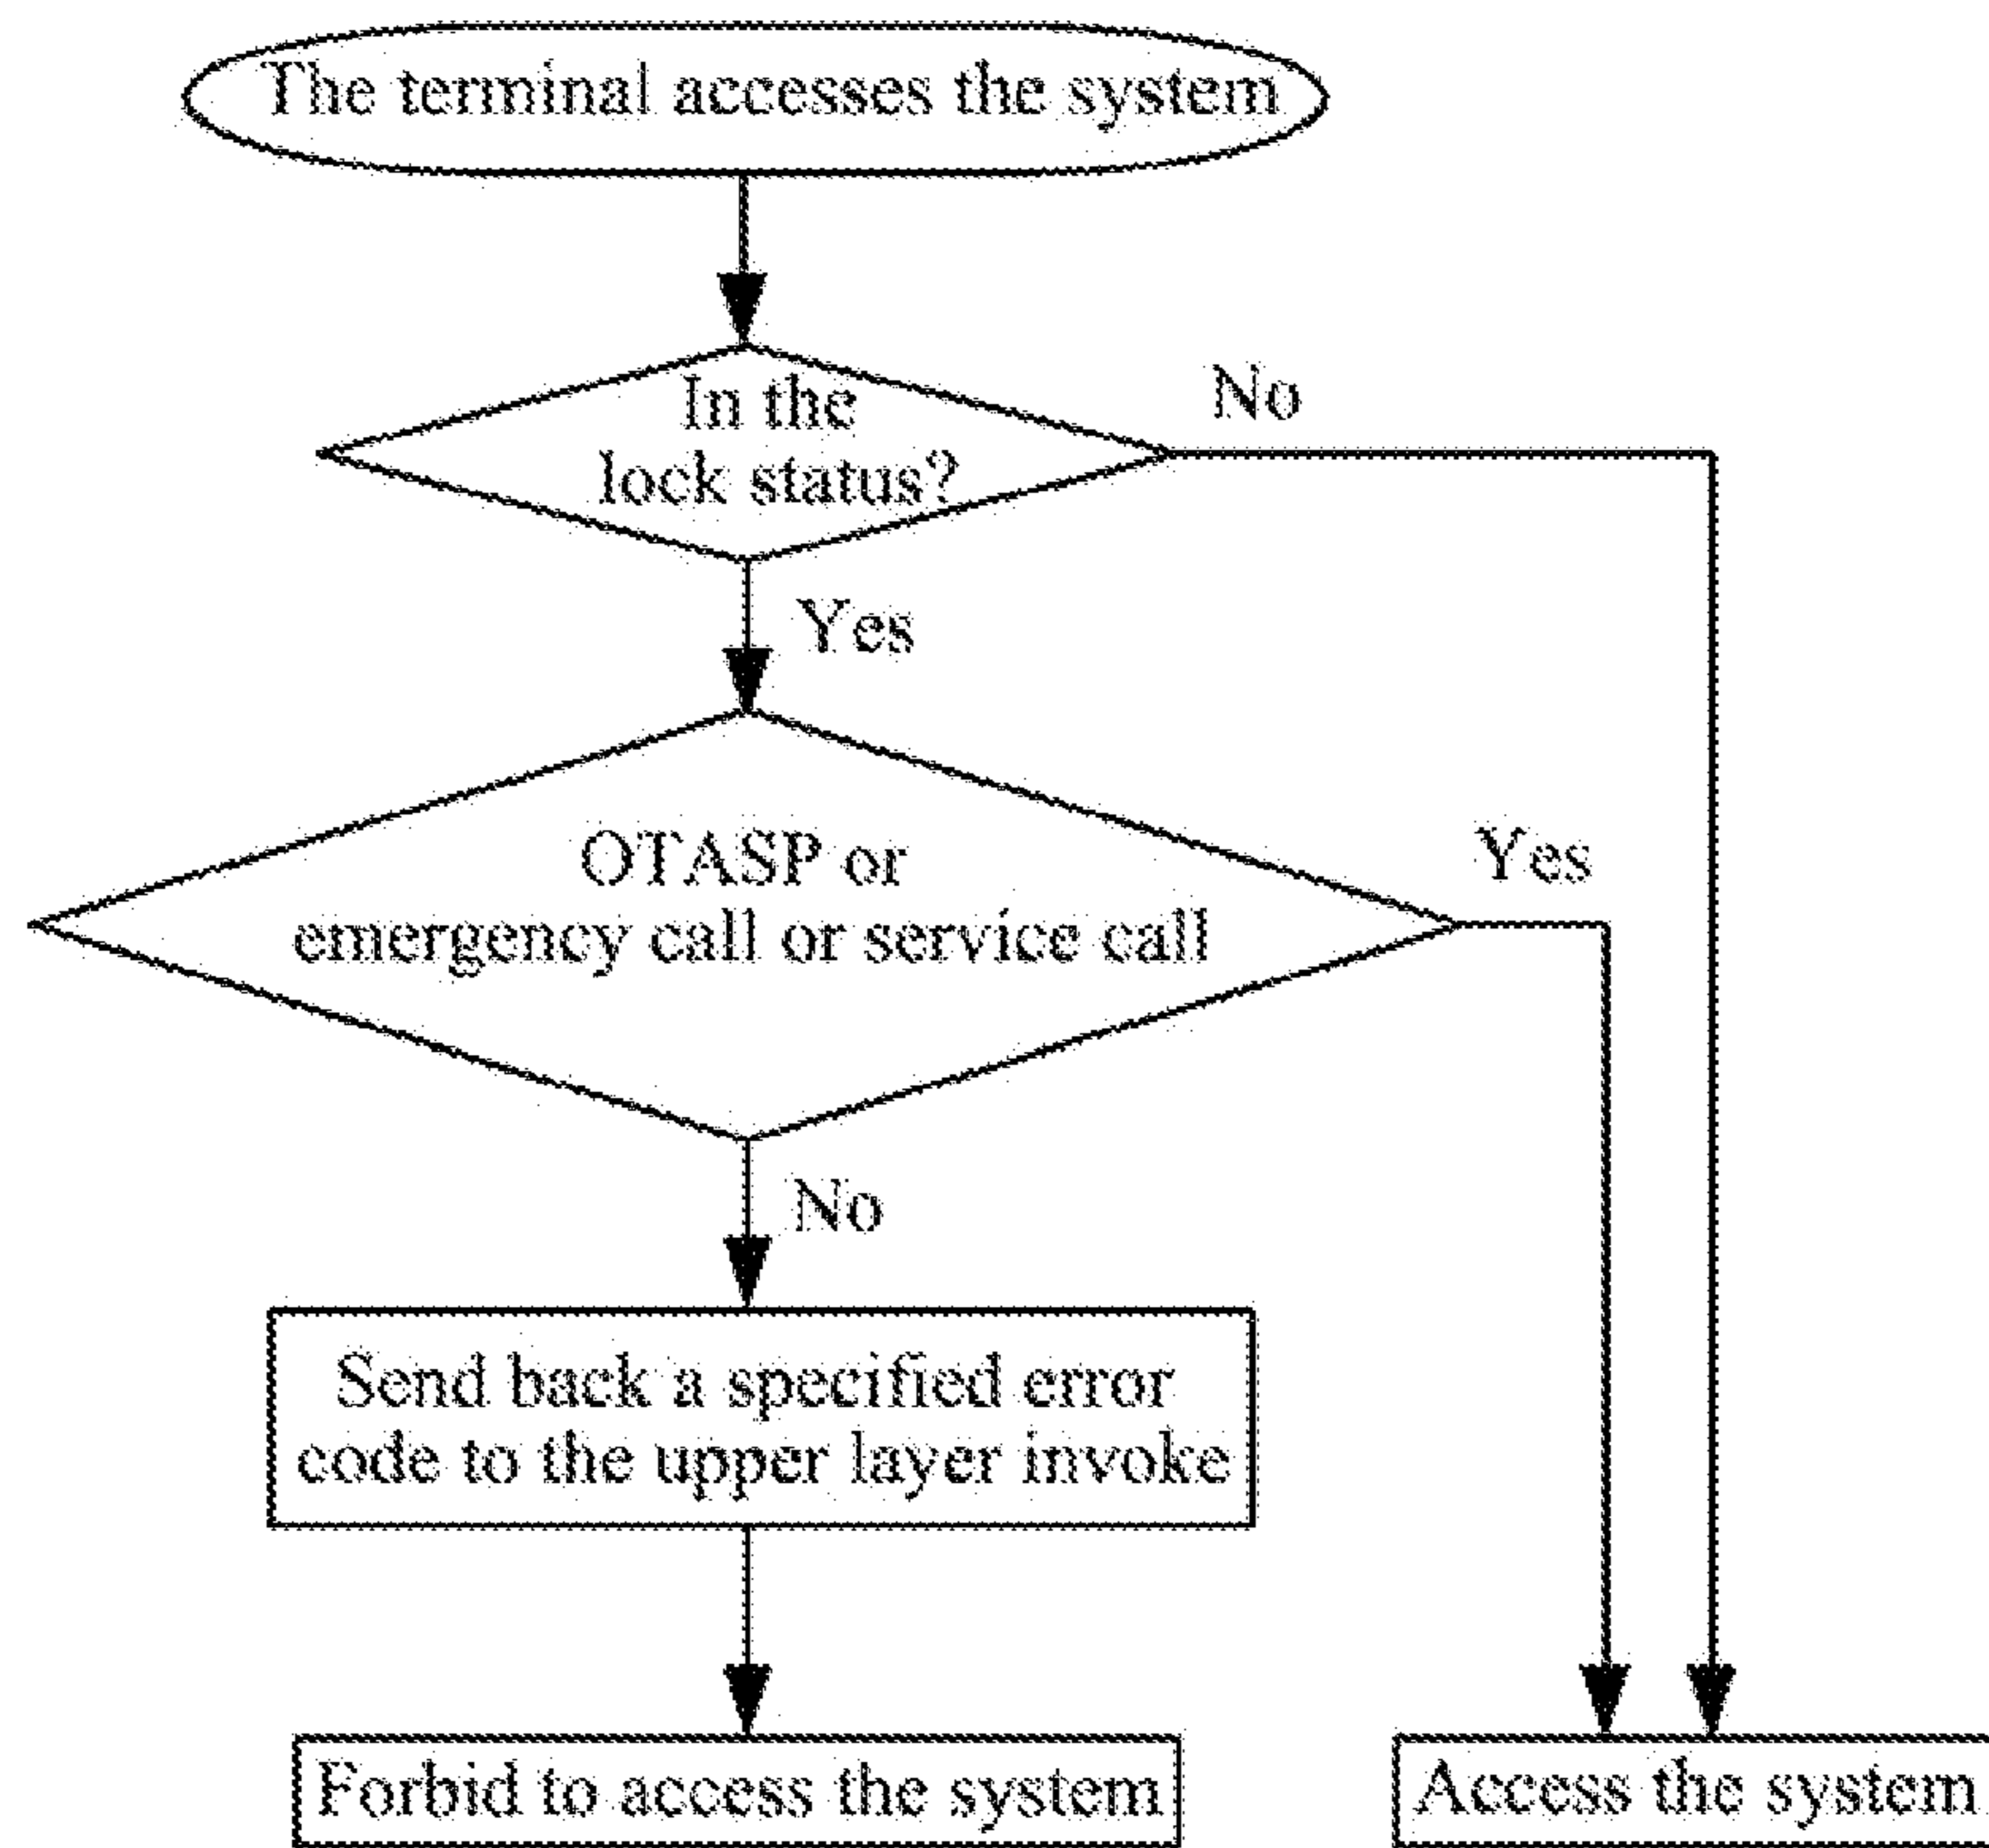 The terminal accesses the system
In the
lock status?
No
Yes
OTASP or
emergency call or service call
Yes
No
Send back a specified error
code to the upper layer invoke
Forbid to access the system
Access the system